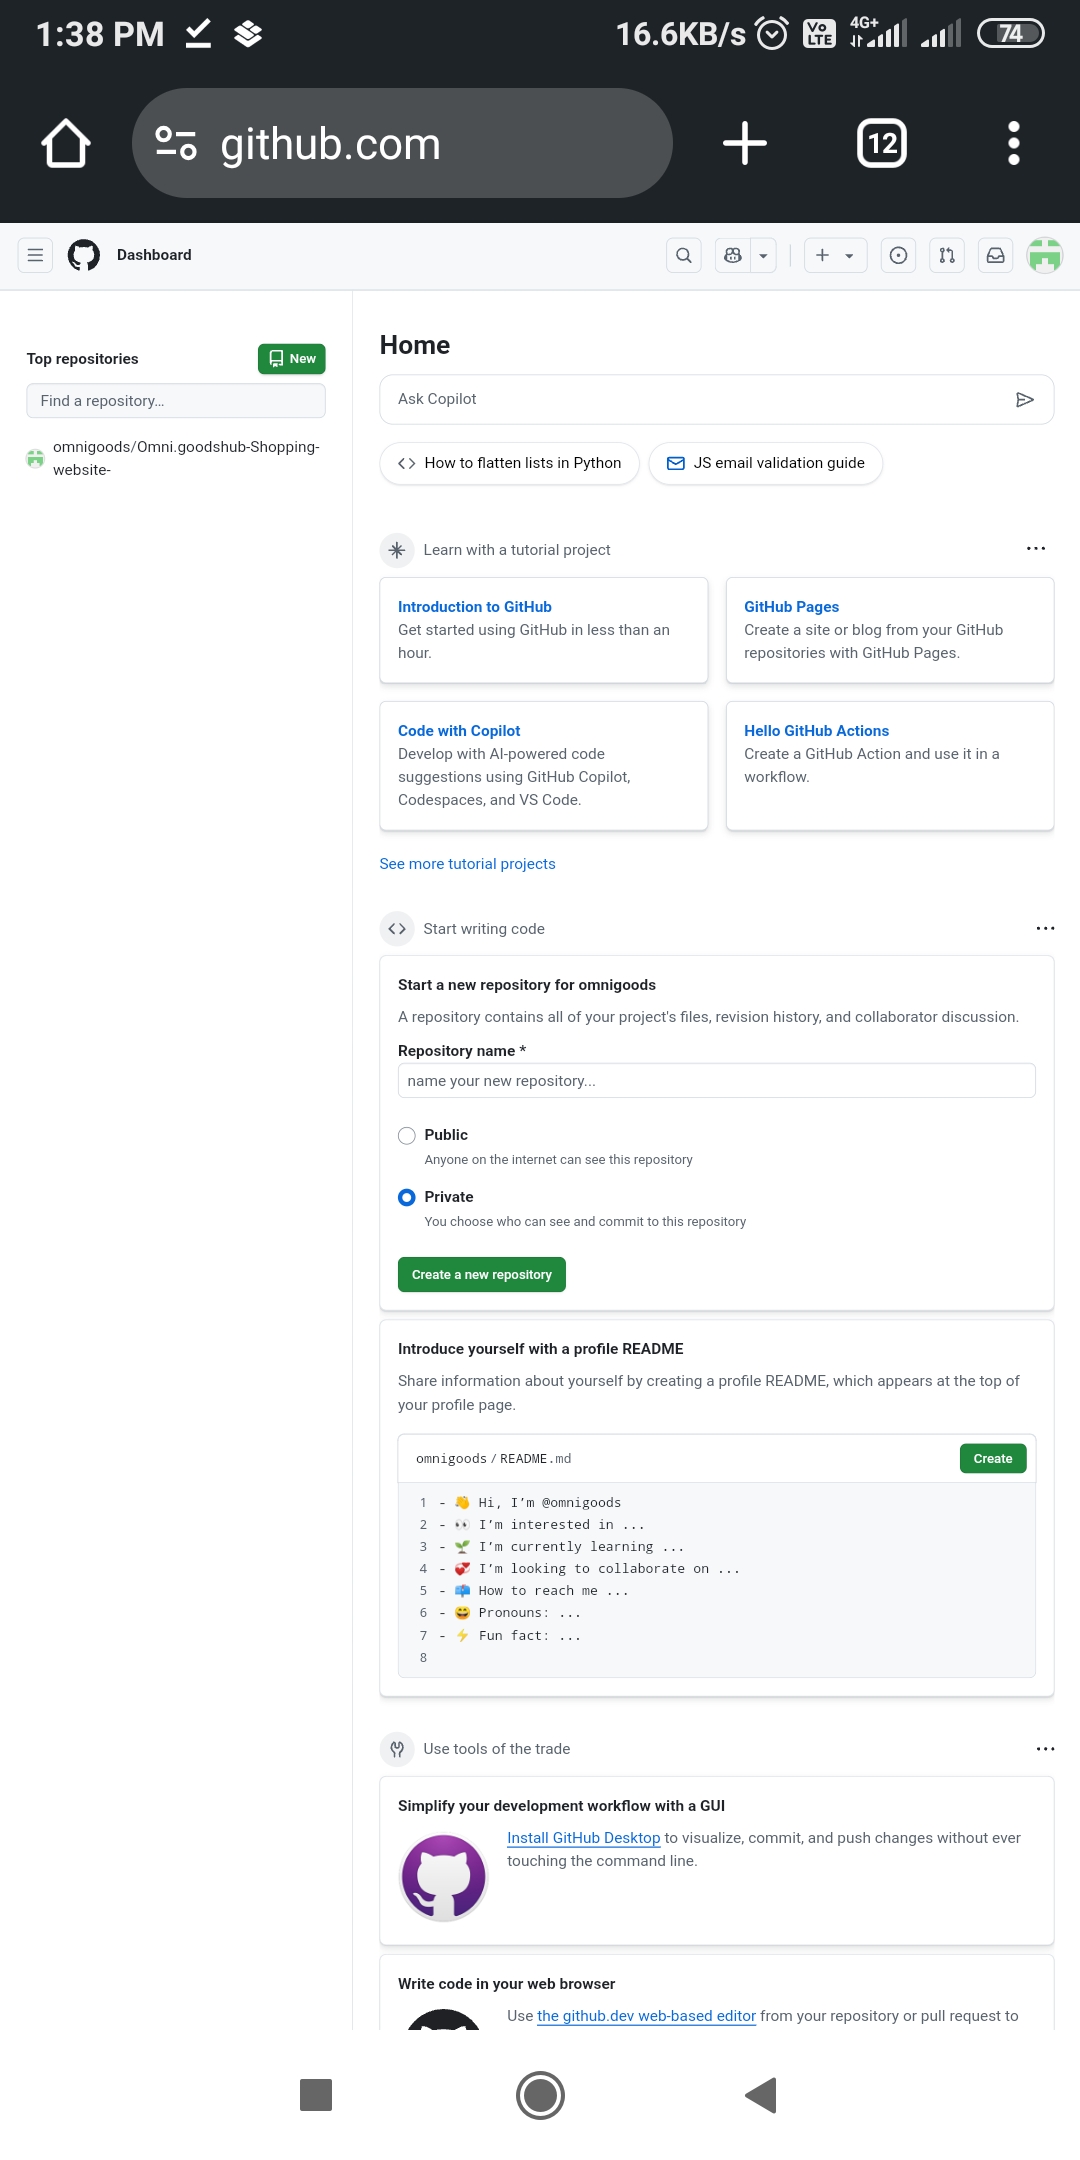 1:38 PM
16.6KB/s
Vo
LTE
4G+
74
github.com
12
Dashboard
Top repositories
New
Find a repository...
omnigoods/Omni.goodshub-Shopping-
website-
Home
Ask Copilot
How to flatten lists in Python
JS email validation guide
Learn with a tutorial project
Introduction to GitHub
Get started using GitHub in less than an
hour.
GitHub Pages
Create a site or blog from your GitHub
repositories with GitHub Pages.
Code with Copilot
Develop with AI-powered code
suggestions using GitHub Copilot,
Codespaces, and VS Code.
Hello GitHub Actions
Create a GitHub Action and use it in a
workflow.
See more tutorial projects
Start writing code
Start a new repository for omnigoods
A repository contains all of your project's files, revision history, and collaborator discussion.
Repository name *
name your new repository...
Public
Anyone on the internet can see this repository
Private
You choose who can see and commit to this repository
Create a new repository
Introduce yourself with a profile README
Share information about yourself by creating a profile README, which appears at the top of
your profile page.
omnigoods / README.md
Create
1 - 👋 Hi, I’m @omnigoods
2 - 👀 I’m interested in ...
3 - 🌱 I’m currently learning ...
4 - 💞️ I’m looking to collaborate on ...
5 - 📫 How to reach me ...
6 - 😄 Pronouns: ...
7 - ⚡ Fun fact: ...
8
Use tools of the trade
Simplify your development workflow with a GUI
Install GitHub Desktop to visualize, commit, and push changes without ever
touching the command line.
Write code in your web browser
Use the github.dev web-based editor from your repository or pull request to